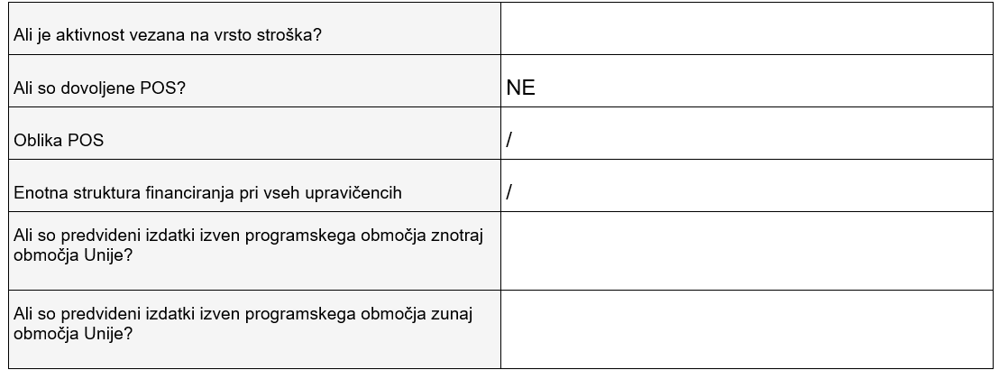 Ali je aktivnost vezana na vrsto stroška?
Ali so dovoljene POS?
NE
Oblika POS
/
Enotna struktura financiranja pri vseh upravičencih
/
Ali so predvideni izdatki izven programskega območja znotraj
območja Unije?
Ali so predvideni izdatki izven programskega območja zunaj
območja Unije?